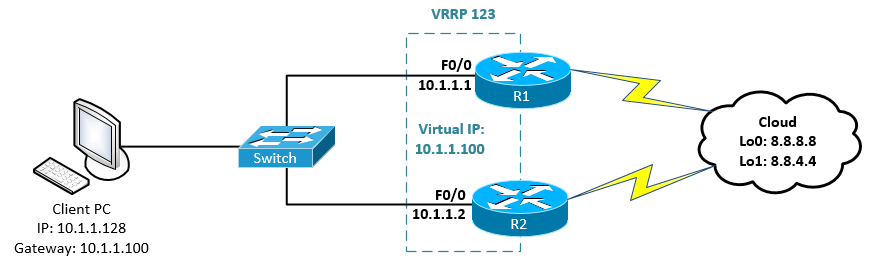 VRRP 123
F0/0
10.1.1.1
R1
Virtual IP:
10.1.1.100
Switch
Cloud
Lo0: 8.8.8.8
Lo1: 8.8.4.4
F0/0
10.1.1.2
R2
Client PC
IP: 10.1.1.128
Gateway: 10.1.1.100